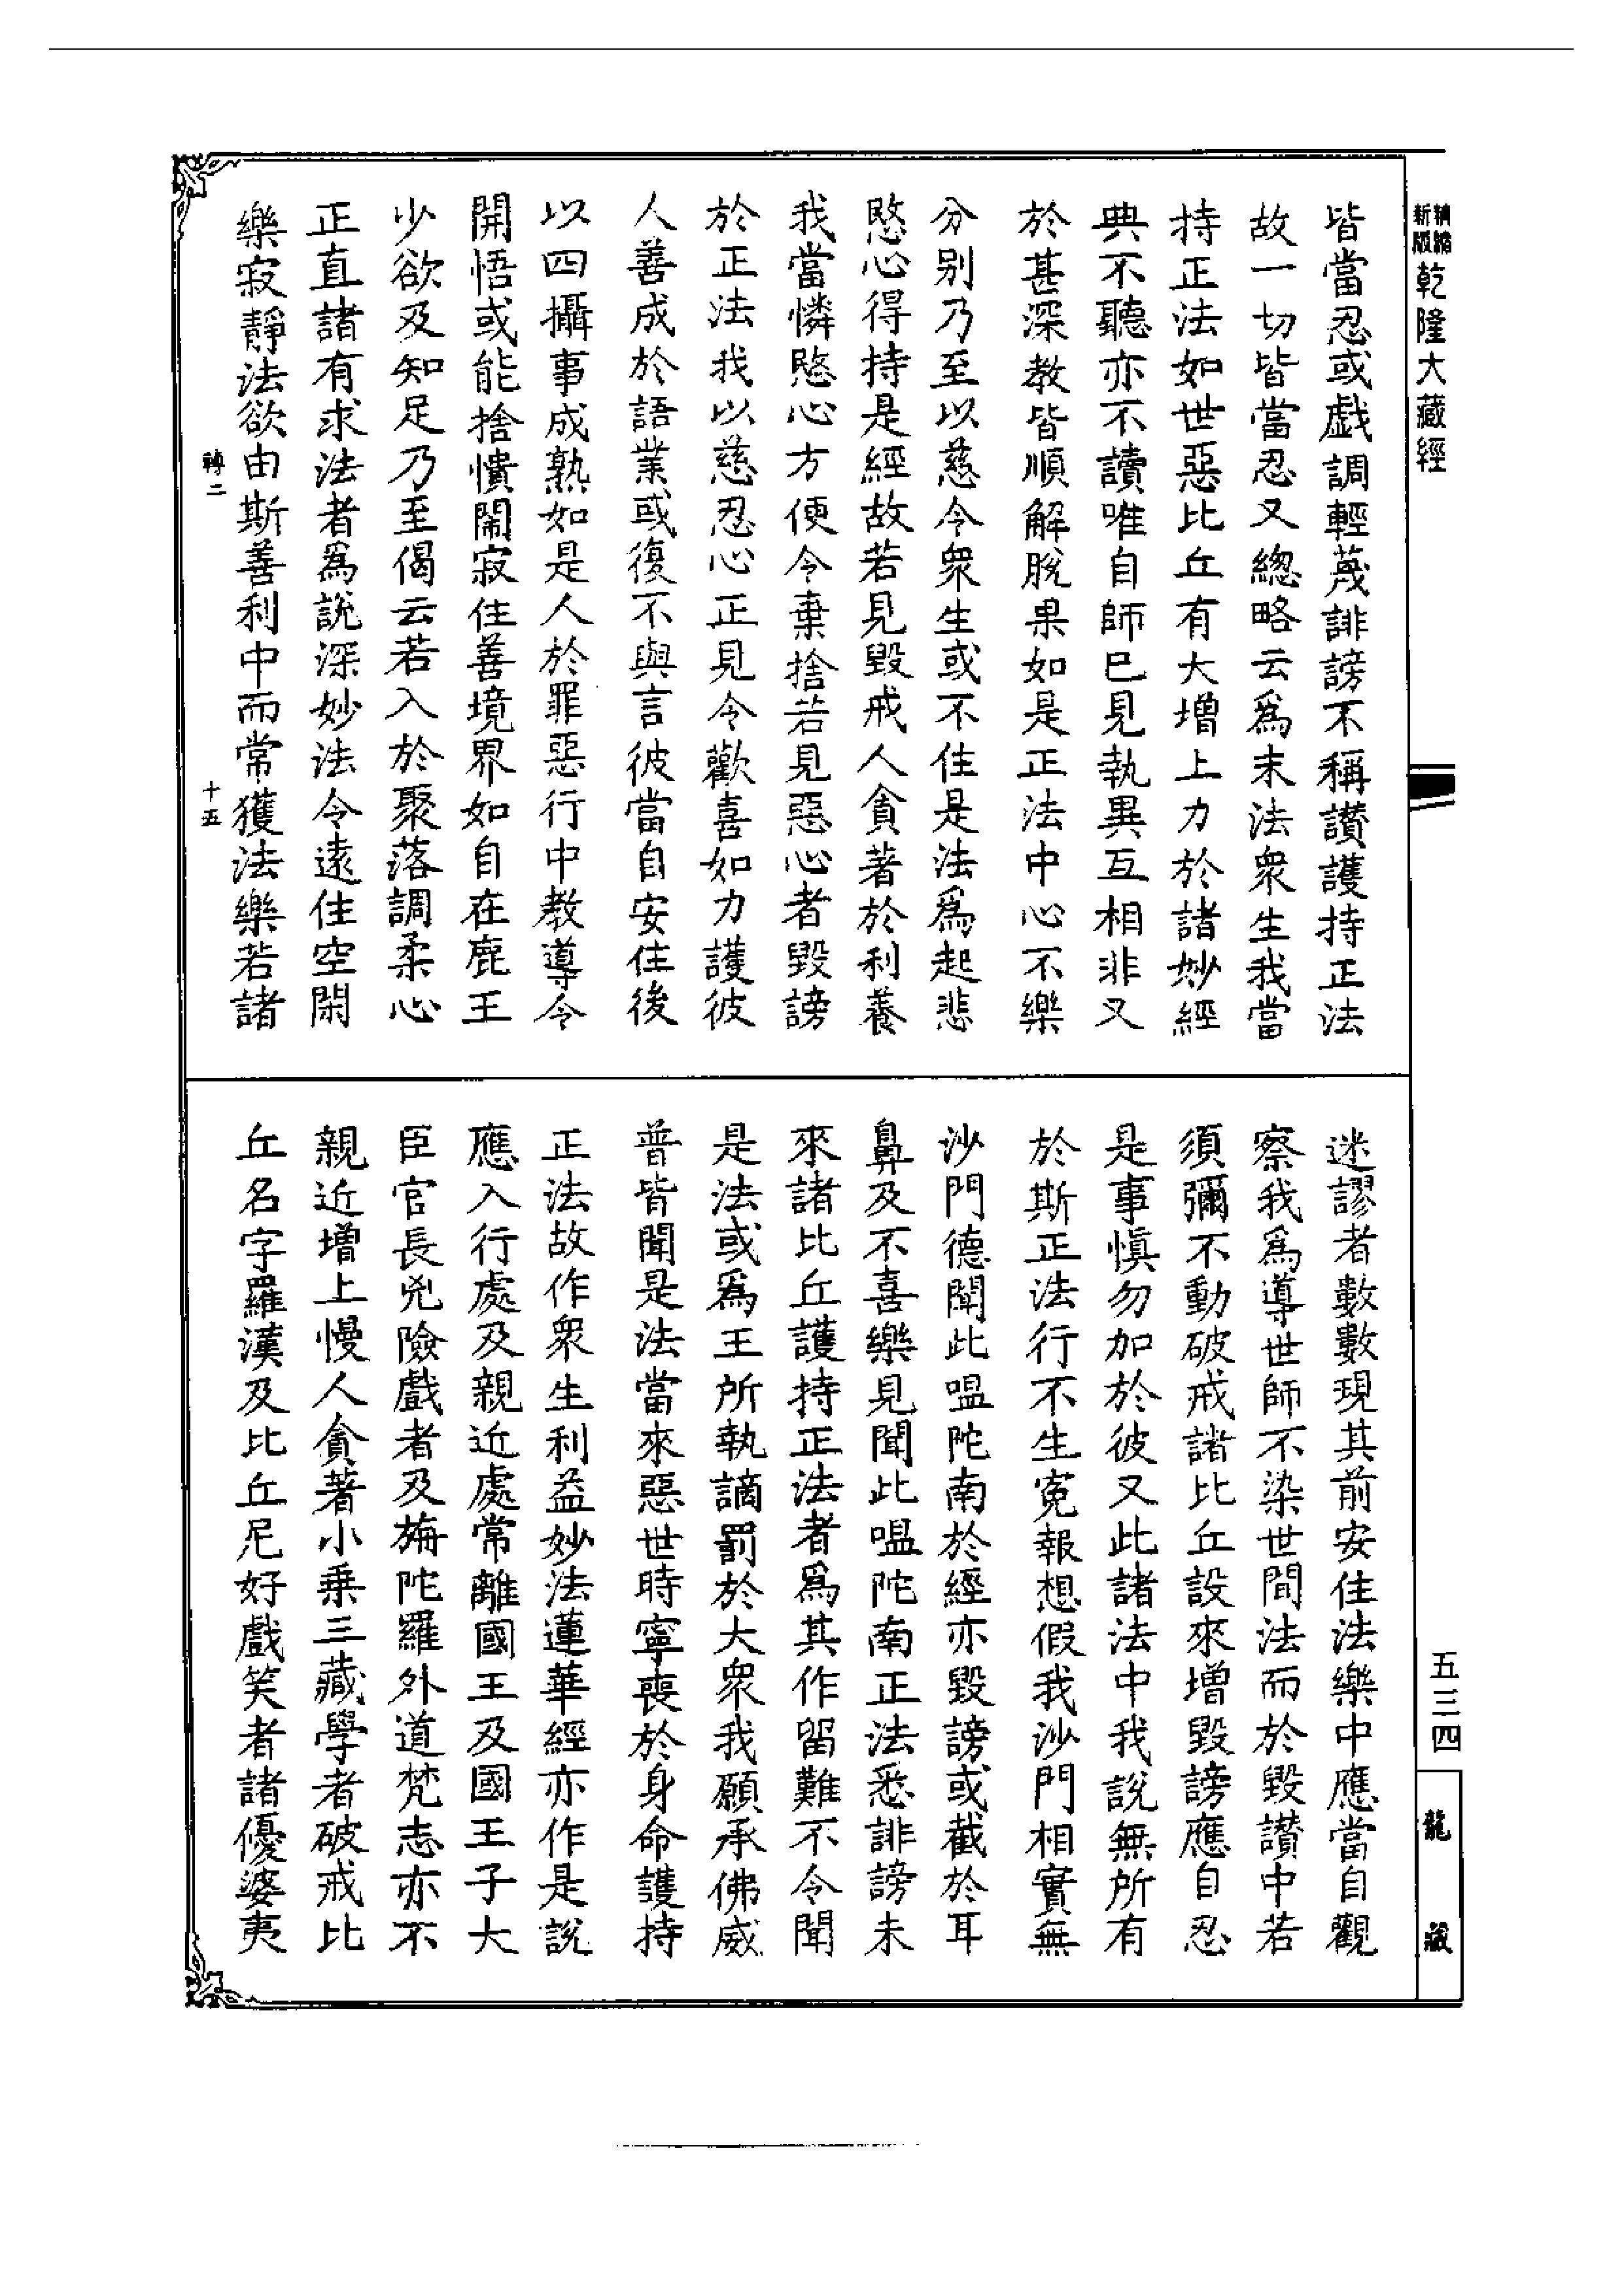 精縮新版乾隆大藏經
皆當忍或戲調輕蔑誹謗不稱讃護持正法
故一切皆當忍又總略云爲末法衆生我當
持正法如世惡比丘有大增上力於諸妙經
典不聽亦不讀唯自師已見執異互相非又
於甚深教皆順解脫果如是正法中心不樂
分別乃至以慈令衆生或不住是法爲起悲
愍心得持是經故若見毀戒人貪著於利養
我當憐愍心方便令棄捨若見惡心者毀謗
於正法我以慈忍心正見令歡喜如力護彼
人善成於語業或復不與言彼當自安住後
以四攝事成熟如是人於罪惡行中教導令
開悟或能捨憒閙寂住善境界如自在鹿王
少欲及知足乃至偈云若入於聚落調柔心
正直諸有求法者爲說深妙法令遠住空閑
樂寂靜法欲由斯善利中而常獲法樂若諸
轉二
十五
迷謬者數數現其前安住法樂中應當自觀
察我爲導世師不染世間法而於毀讃中若
須彌不動破戒諸比丘設來增毀謗應自忍
是事愼勿加於彼又此諸法中我說無所有
於斯正法行不生寃報想假我沙門相實無
沙門德聞此嗢陀南於經亦毀謗或截於耳
鼻及不喜樂見聞此嗢陀南正法悉誹謗未
來諸比丘護持正法者爲其作留難不令聞
是法或爲王所執謫罰於大衆我願承佛威
普皆聞是法當來惡世時寧喪於身命護持
正法故作衆生利益妙法蓮華經亦作是說
應入行處及親近處常離國王及國王子大
臣官長兇險戲者及旃陀羅外道梵志亦不
親近增上慢人貪著小乘三藏學者破戒比
丘名字羅漢及比丘尼好戲笑者諸優婆夷
五三四
龍藏